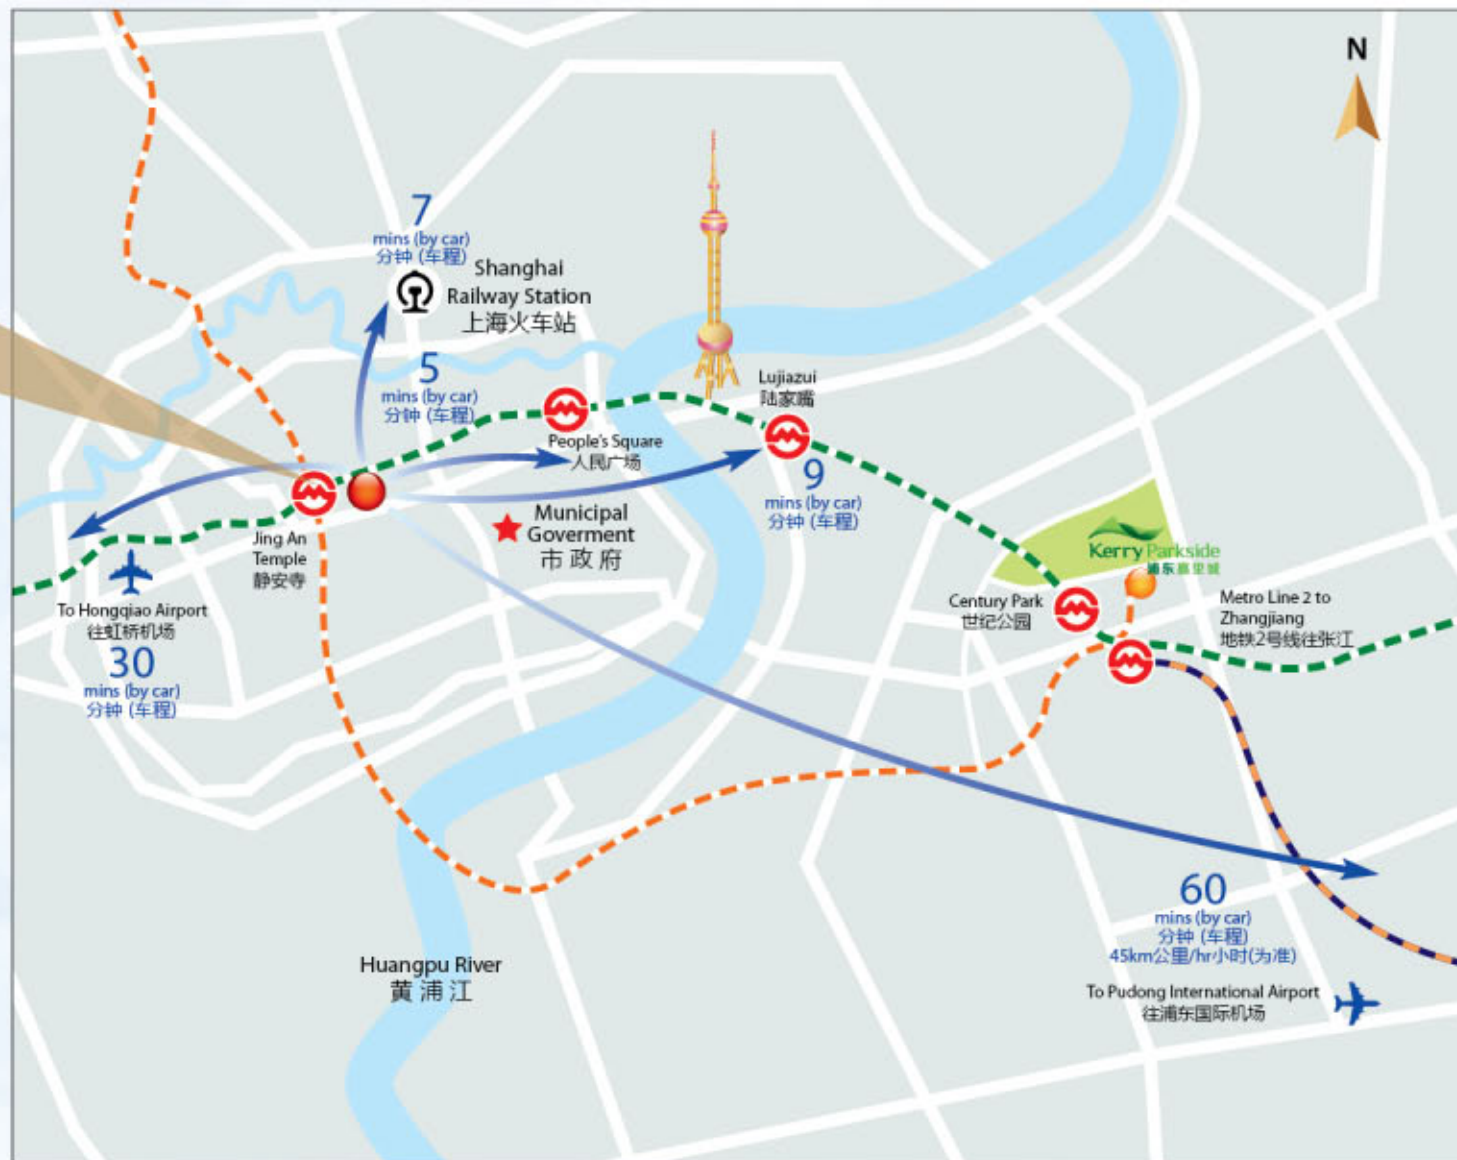 N
7
mins (by car)
分钟 (车程)
Shanghai
Railway Station
上海火车站
5
mins (by car)
分钟 (车程)
Lujiazui
陆家嘴
People's Square
人民广场
9
mins (by car)
分钟 (车程)
Municipal
Goverment
市政府
Jing An
Temple
静安寺
To Hongqiao Airport
往虹桥机场
30
mins (by car)
分钟 (车程)
Kerry Parkside
浦东嘉里城
Century Park
世纪公园
Metro Line 2 to
Zhangjiang
地铁2号线往张江
60
mins (by car)
分钟 (车程)
45km公里/hr小时(为准)
To Pudong International Airport
往浦东国际机场
Huangpu River
黄浦江